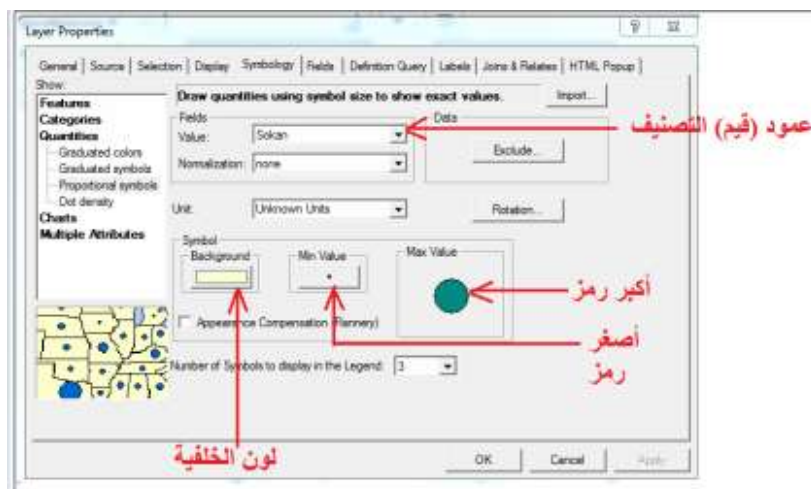 Layer Properties
General Source Selection Display Symbology Fields Definition Query Labels Joins & Relates HTML Popup
Show:
Features
Categories
Quantities
Graduated colors
Graduated symbols
Proportional symbols
Dot density
Charts
Multiple Attributes
Draw quantities using symbol size to show exact values.
Import...
Fields
Value: Sokan
Normalization: none
Data
Exclude...
عمود (قيم) التصنيف
Unit: Unknown Units
Rotation...
Symbol
Background
Min Value
Max Value
أكبر رمز
Appearance Compensation (Flannery)
أصغر
رمز
Number of Symbols to display in the Legend: 3
لون الخلفية
OK Cancel Apply